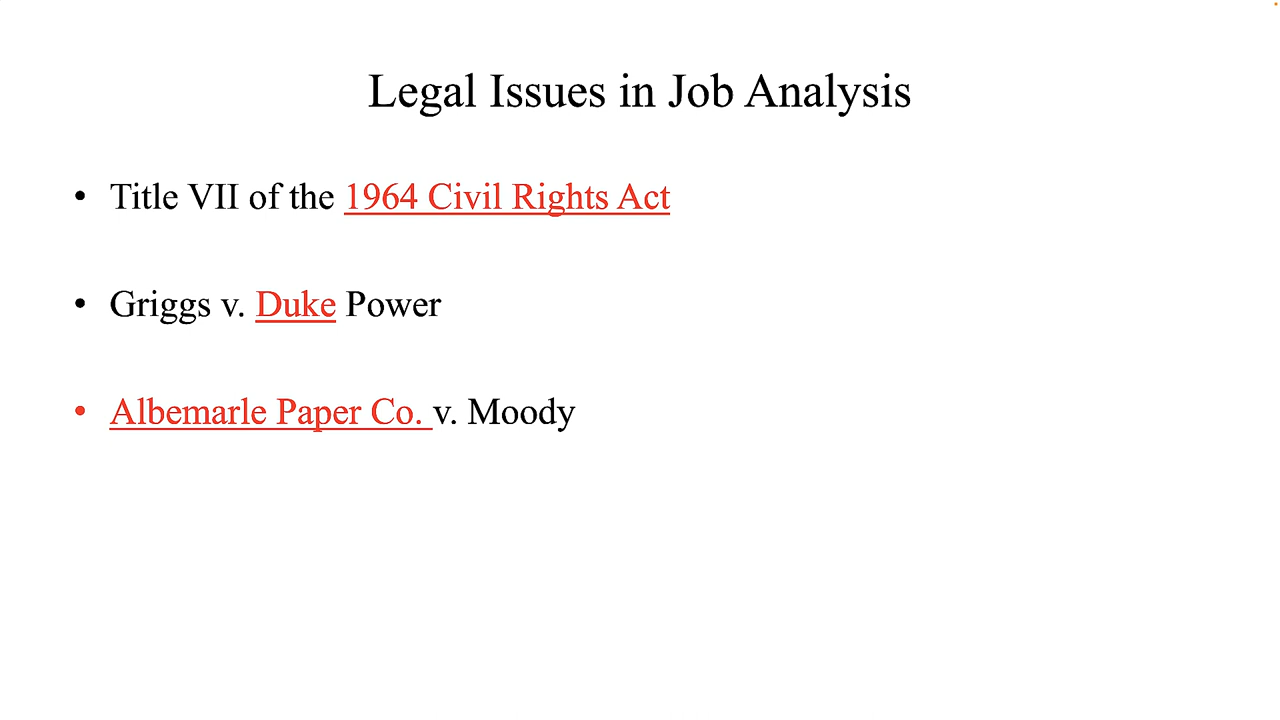 Legal Issues in Job Analysis
• Title VII of the 1964 Civil Rights Act
• Griggs v. Duke Power
• Albemarle Paper Co. v. Moody